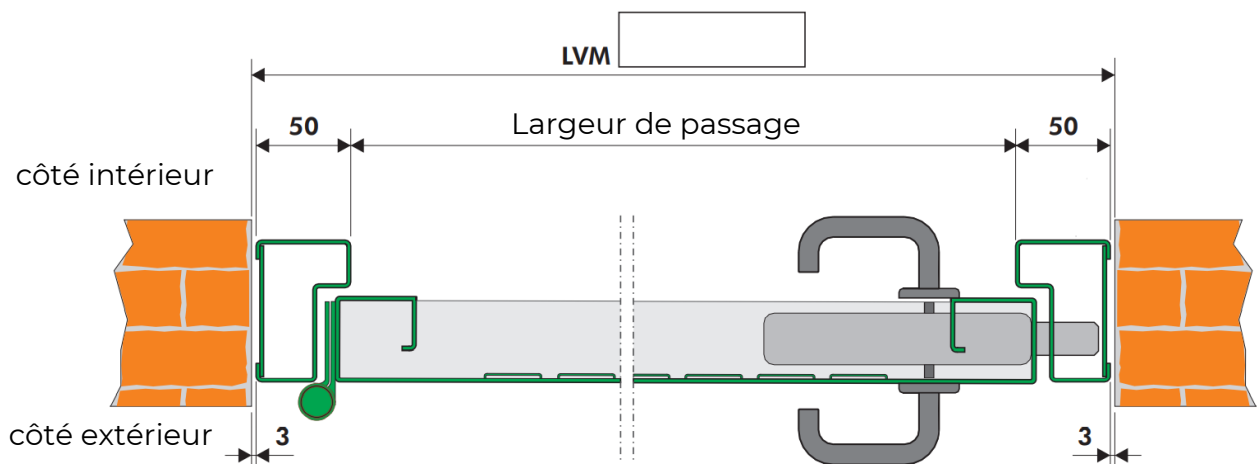 LVM
50 Largeur de passage 50
côté intérieur
côté extérieur 3 3